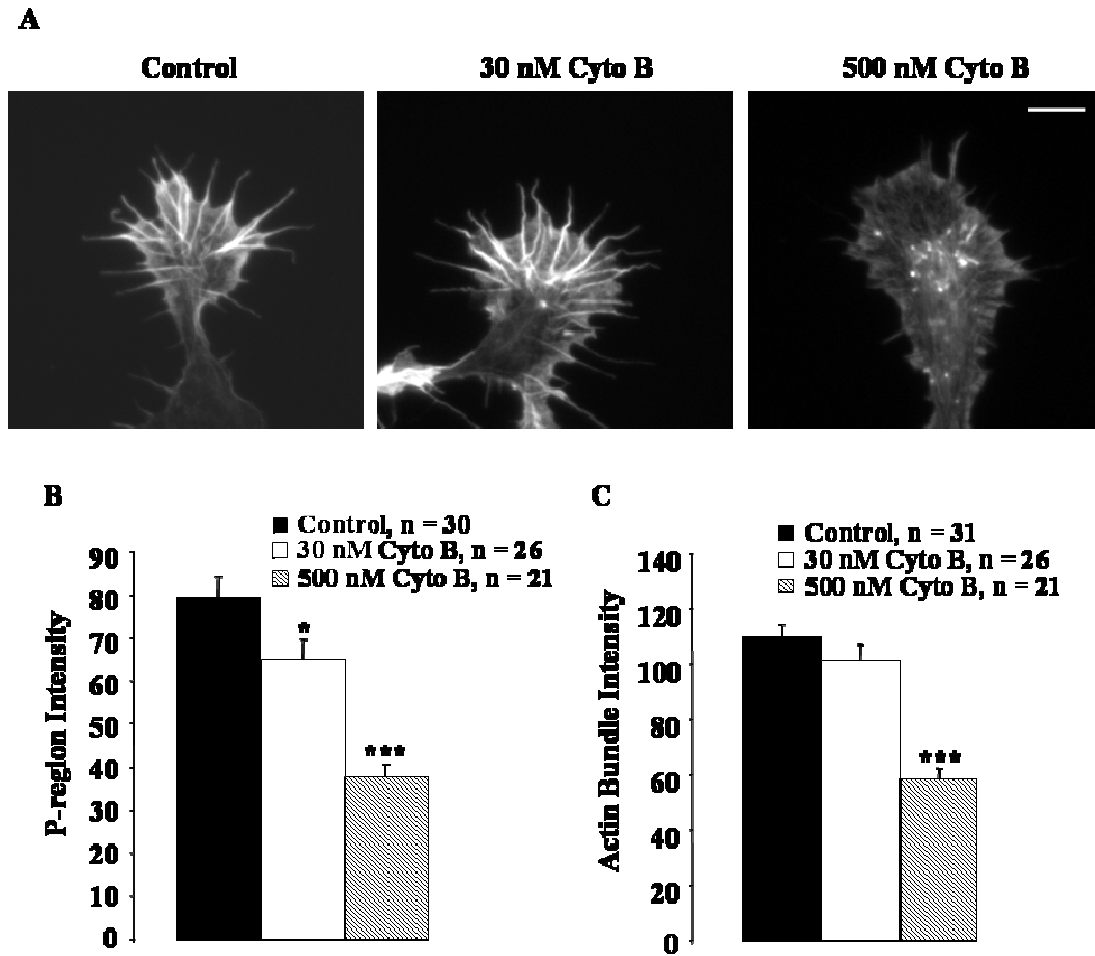 A
Control
30 nM Cyto B
500 nM Cyto B
B
Control, n = 30
30 nM Cyto B, n = 26
500 nM Cyto B, n = 21
90
80
70
60
50
40
30
20
10
0
P-region Intensity
*
***
C
Control, n = 31
30 nM Cyto B, n = 26
500 nM Cyto B, n = 21
140
120
100
80
60
40
20
0
Actin Bundle Intensity
***